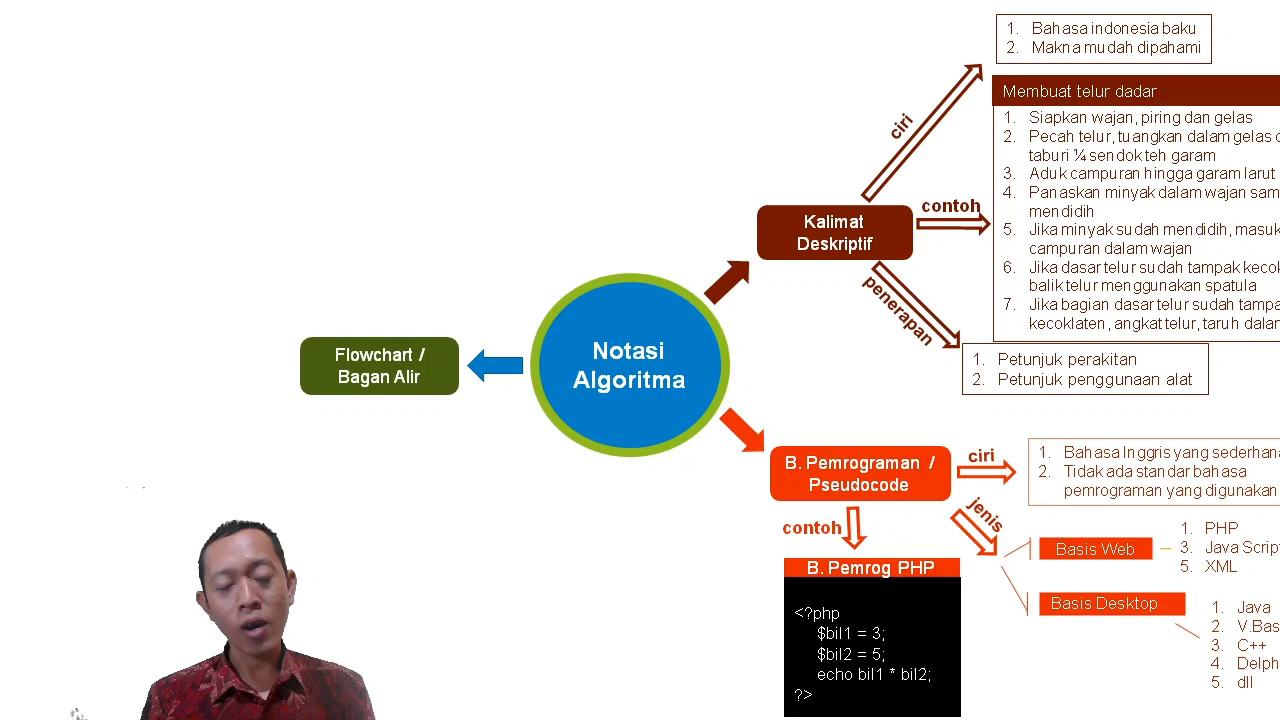 1. Bahasa indonesia baku
2. Makna mudah dipahami
ciri
Membuat telur dadar
1. Siapkan wajan, piring dan gelas
2. Pecah telur, tuangkan dalam gelas
taburi ¼ sendok teh garam
3. Aduk campuran hingga garam larut
4. Panaskan minyak dalam wajan
mendidih
5. Jika minyak sudah mendidih,
campuran dalam wajan
6. Jika dasar telur sudah tampak
balik telur menggunakan spatula
7. Jika bagian dasar telur sudah
kecoklaten, angkat telur, taruh
contoh
Kalimat
Deskriptif
penerapan
1. Petunjuk perakitan
2. Petunjuk penggunaan alat
Notasi
Algoritma
Flowchart /
Bagan Alir
B. Pemrograman /
Pseudocode
ciri
1. Bahasa Inggris yang
2. Tidak ada standar bahasa
pemrograman yang digunakan
jenis
contoh
Basis Web
1. PHP
3. Java
5. XML
Basis Desktop
1. Java
2.
3. C++
4.
5. dll
B. Pemrog PHP
<?php
$bil1 = 3;
$bil2 = 5;
echo bil1 * bil2;
?>